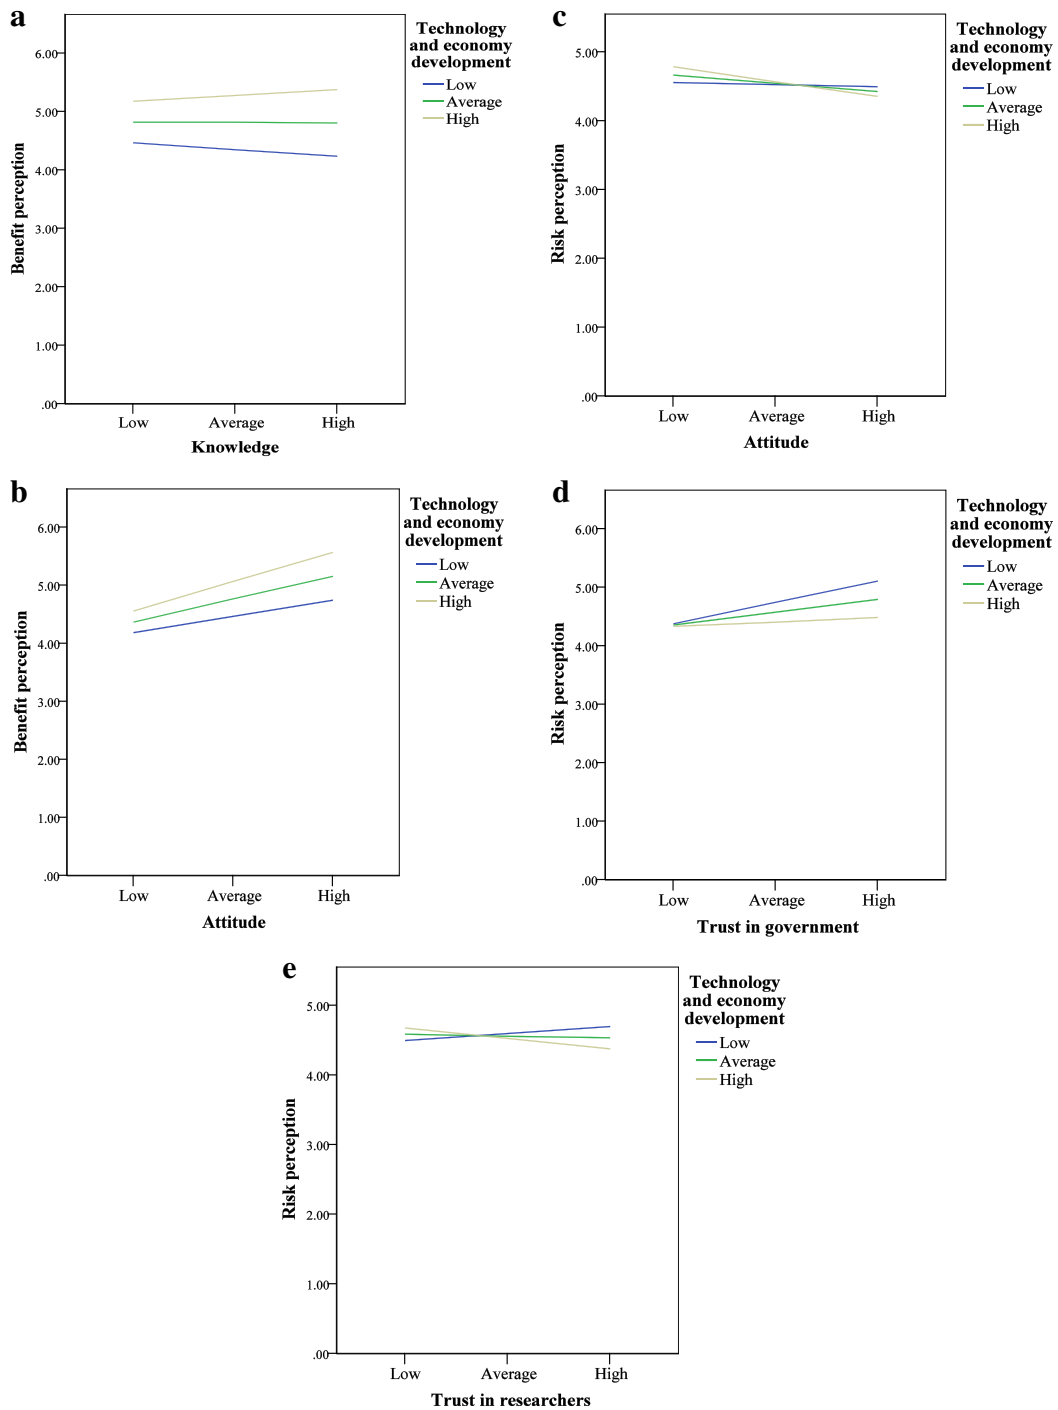 a
Technology
and economy
development
Low
Average
High
6.00
5.00
4.00
3.00
2.00
1.00
.00
Benefit perception
Low Average High
Knowledge
c
Technology
and economy
development
Low
Average
High
5.00
4.00
3.00
2.00
1.00
.00
Risk perception
Low Average High
Attitude
b
Technology
and economy
development
Low
Average
High
6.00
5.00
4.00
3.00
2.00
1.00
.00
Benefit perception
Low Average High
Attitude
d
Technology
and economy
development
Low
Average
High
6.00
5.00
4.00
3.00
2.00
1.00
.00
Risk perception
Low Average High
Trust in government
e
Technology
and economy
development
Low
Average
High
5.00
4.00
3.00
2.00
1.00
.00
Risk perception
Low Average High
Trust in researchers